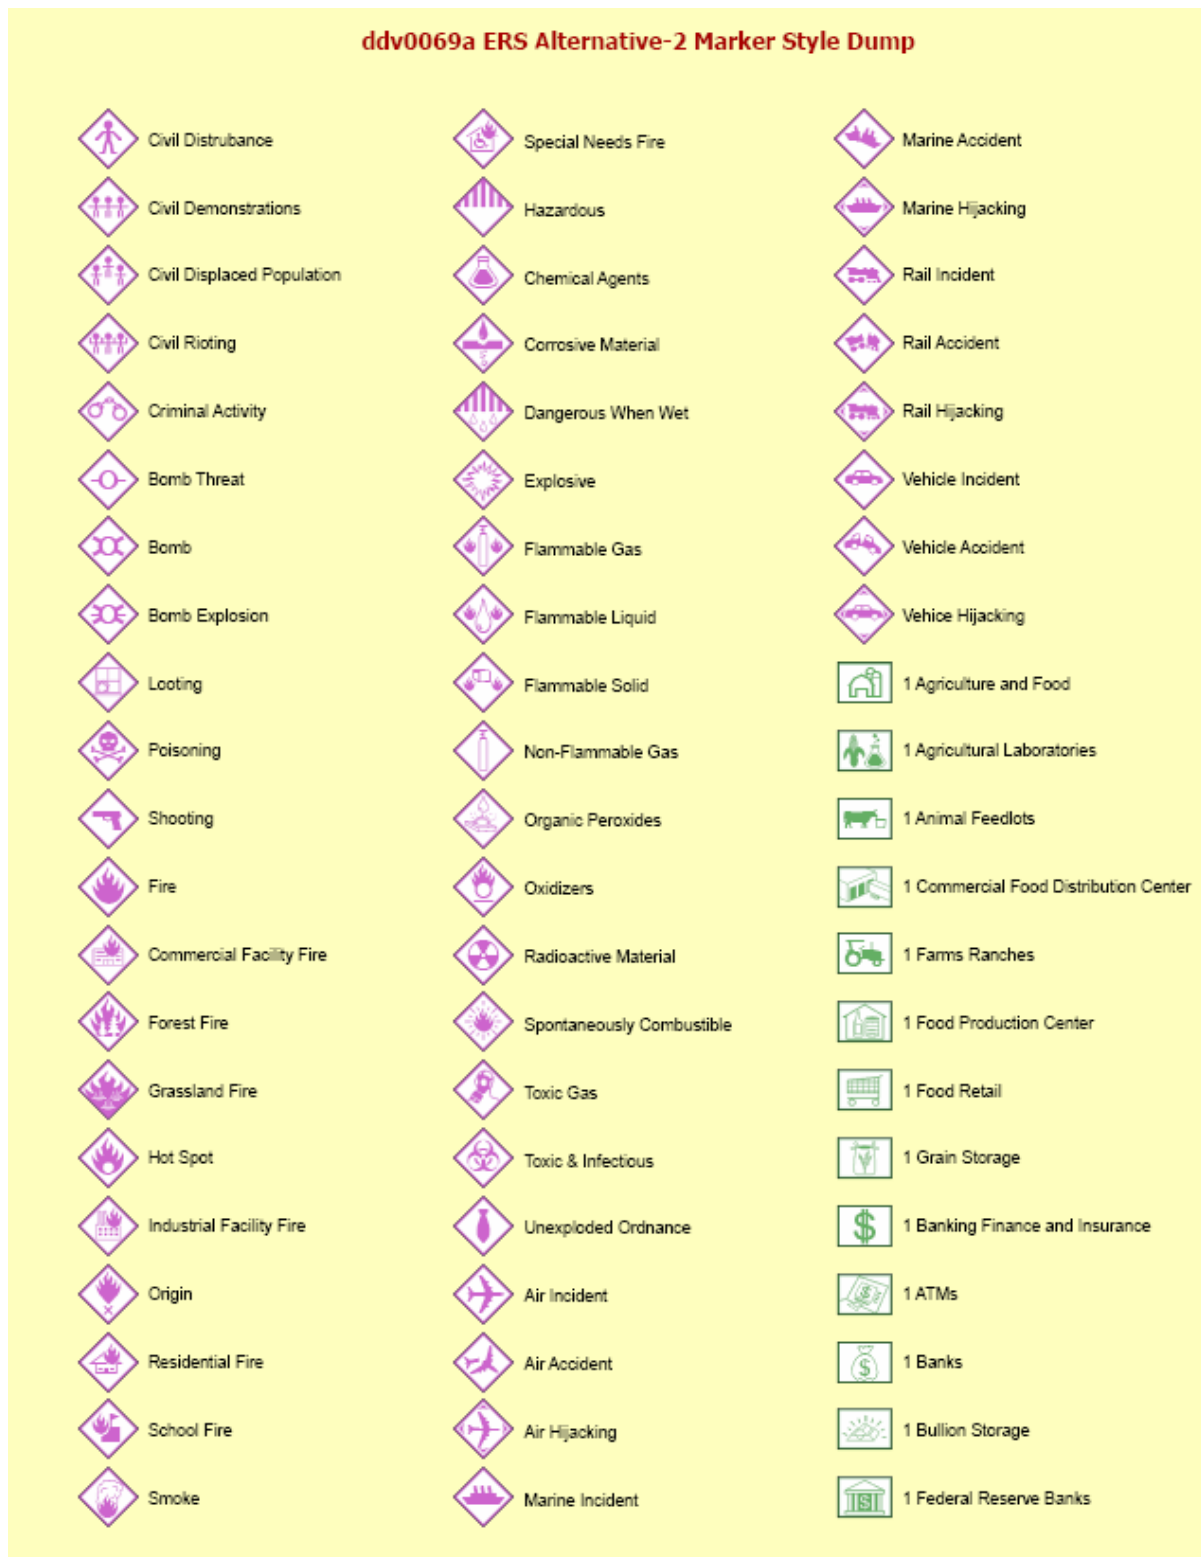 ddv0069a ERS Alternative-2 Marker Style Dump
Civil Distrubance
Civil Demonstrations
Civil Displaced Population
Civil Rioting
Criminal Activity
Bomb Threat
Bomb
Bomb Explosion
Looting
Poisoning
Shooting
Fire
Commercial Facility Fire
Forest Fire
Grassland Fire
Hot Spot
Industrial Facility Fire
Origin
Residential Fire
School Fire
Smoke
Special Needs Fire
Hazardous
Chemical Agents
Corrosive Material
Dangerous When Wet
Explosive
Flammable Gas
Flammable Liquid
Flammable Solid
Non-Flammable Gas
Organic Peroxides
Oxidizers
Radioactive Material
Spontaneously Combustible
Toxic Gas
Toxic & Infectious
Unexploded Ordnance
Air Incident
Air Accident
Air Hijacking
Marine Incident
Marine Accident
Marine Hijacking
Rail Incident
Rail Accident
Rail Hijacking
Vehicle Incident
Vehicle Accident
Vehice Hijacking
1 Agriculture and Food
1 Agricultural Laboratories
1 Animal Feedlots
1 Commercial Food Distribution Center
1 Farms Ranches
1 Food Production Center
1 Food Retail
1 Grain Storage
1 Banking Finance and Insurance
1 ATMs
1 Banks
1 Bullion Storage
1 Federal Reserve Banks